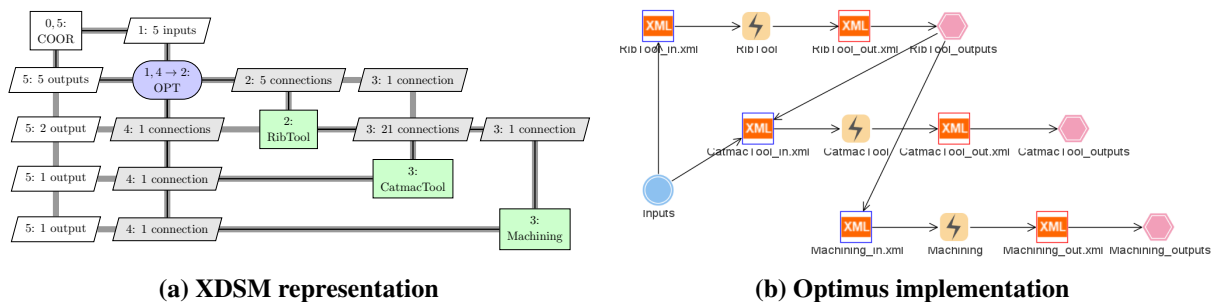 0, 5:
COOR
1: 5 inputs
5: 5 outputs
1, 4 → 2:
OPT
2: 5 connections
3: 1 connection
5: 2 output
4: 1 connections
2:
RibTool
3: 21 connections
3: 1 connection
5: 1 output
4: 1 connection
3:
CatmacTool
5: 1 output
4: 1 connection
3:
Machining
(a) XDSM representation
XML
XML
RibTool_in.xml
RibTool
RibTool_out.xml
RibTool_outputs
XML
XML
CatmacTool_in.xml
CatmacTool
CatmacTool_out.xml
CatmacTool_outputs
Inputs
XML
XML
Machining_in.xml
Machining
Machining_out.xml
Machining_outputs
(b) Optimus implementation